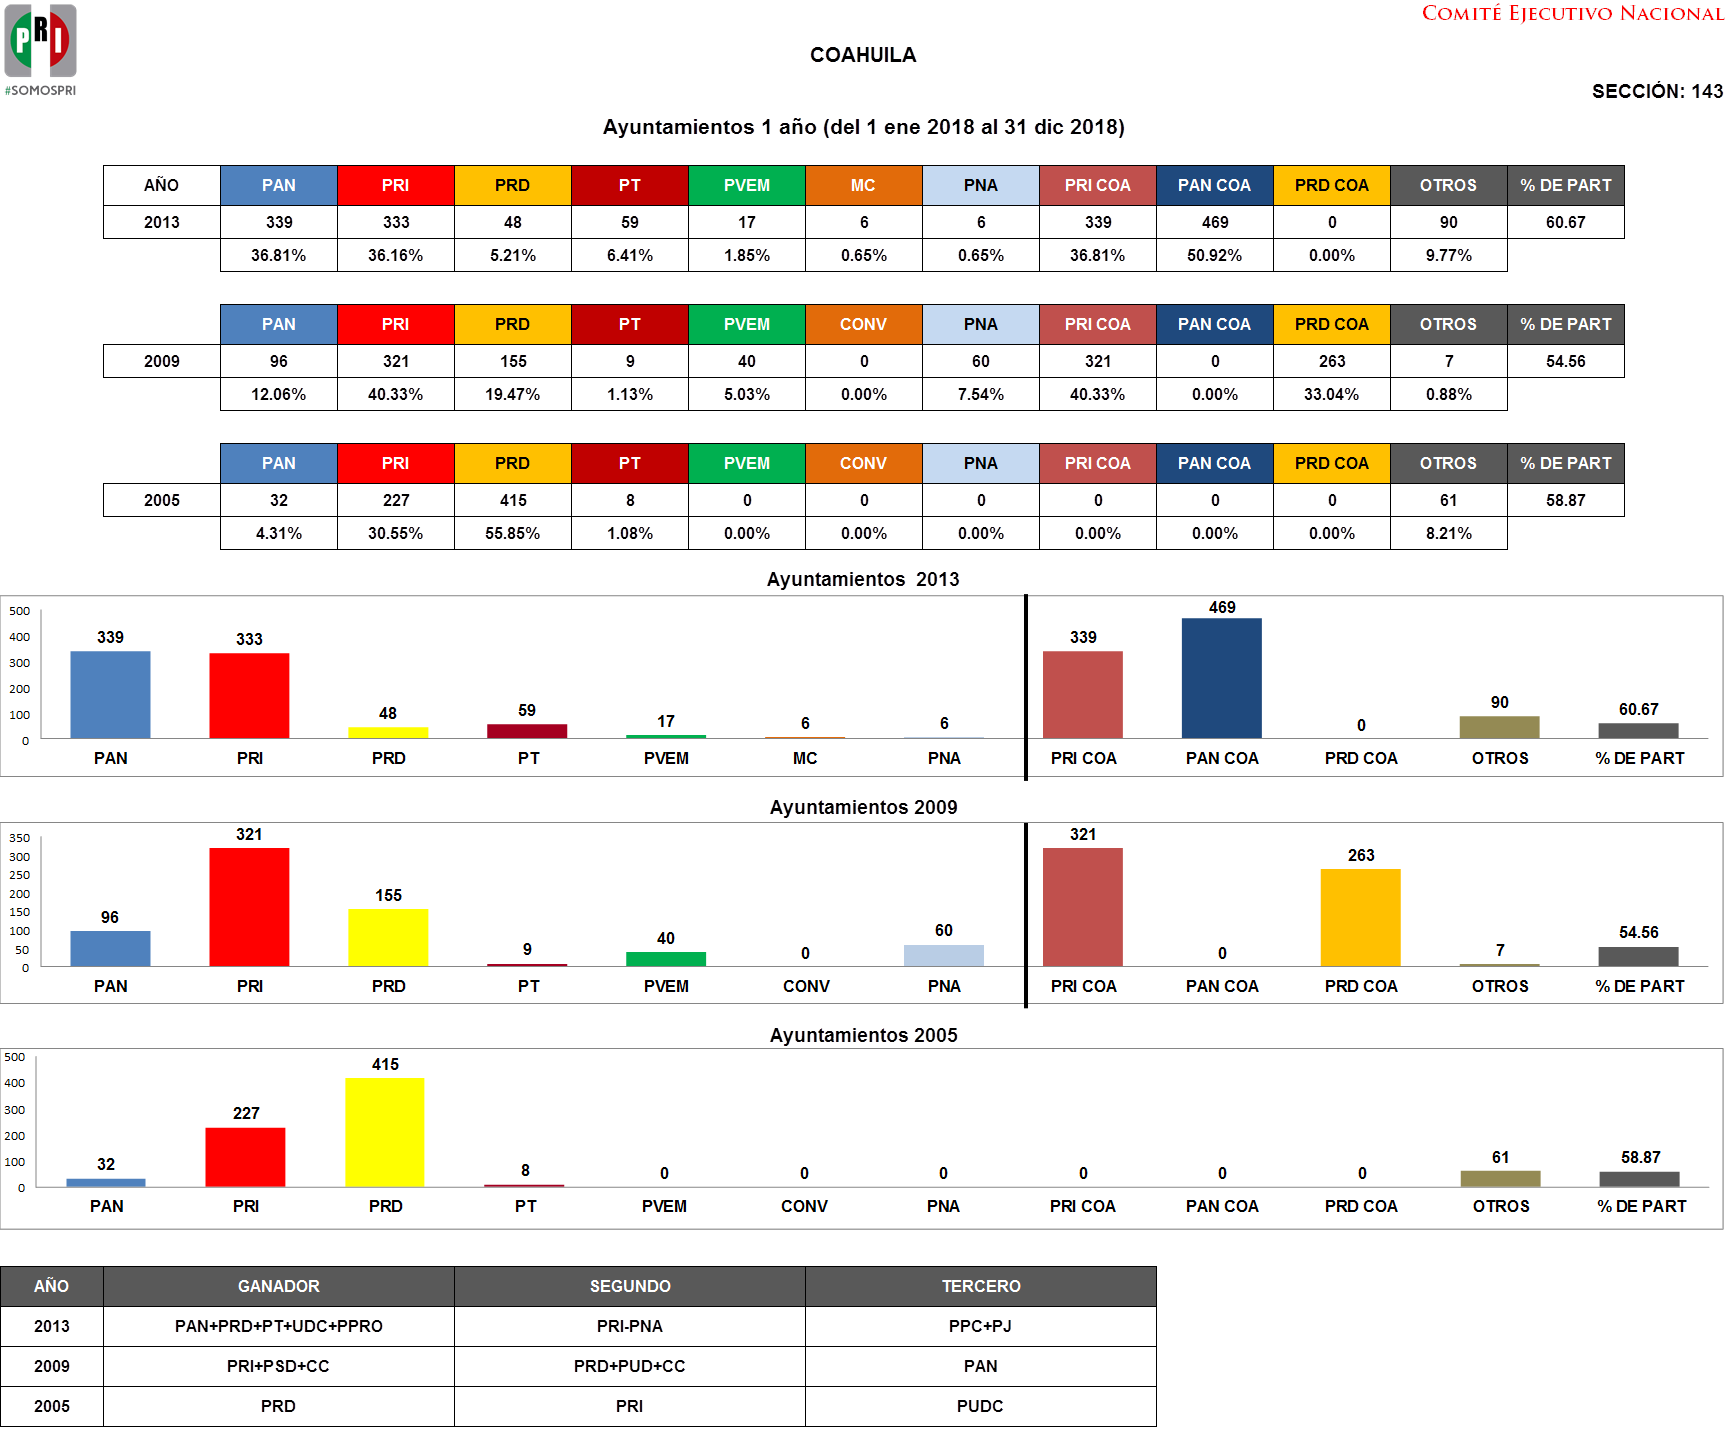 COMITÉ EJECUTIVO NACIONAL
PRI
#SOMOSPRI
COAHUILA
SECCIÓN: 143
Ayuntamientos 1 año (del 1 ene 2018 al 31 dic 2018)
AÑO PAN PRI PRD PT PVEM MC PNA PRI COA PAN COA PRD COA OTROS % DE PART
2013 339 333 48 59 17 6 6 339 469 0 90 60.67
36.81% 36.16% 5.21% 6.41% 1.85% 0.65% 0.65% 36.81% 50.92% 0.00% 9.77%
PAN PRI PRD PT PVEM CONV PNA PRI COA PAN COA PRD COA OTROS % DE PART
2009 96 321 155 9 40 0 60 321 0 263 7 54.56
12.06% 40.33% 19.47% 1.13% 5.03% 0.00% 7.54% 40.33% 0.00% 33.04% 0.88%
PAN PRI PRD PT PVEM CONV PNA PRI COA PAN COA PRD COA OTROS % DE PART
2005 32 227 415 8 0 0 0 0 0 0 61 58.87
4.31% 30.55% 55.85% 1.08% 0.00% 0.00% 0.00% 0.00% 0.00% 0.00% 8.21%
Ayuntamientos 2013
500
400
300
200
100
0
339 333 48 59 17 6 6 339 469 0 90 60.67
PAN PRI PRD PT PVEM MC PNA PRI COA PAN COA PRD COA OTROS % DE PART
Ayuntamientos 2009
350
300
250
200
150
100
50
0
96 321 155 9 40 0 60 321 0 263 7 54.56
PAN PRI PRD PT PVEM CONV PNA PRI COA PAN COA PRD COA OTROS % DE PART
Ayuntamientos 2005
500
400
300
200
100
0
32 227 415 8 0 0 0 0 0 0 61 58.87
PAN PRI PRD PT PVEM CONV PNA PRI COA PAN COA PRD COA OTROS % DE PART
AÑO GANADOR SEGUNDO TERCERO
2013 PAN+PRD+PT+UDC+PPRO PRI-PNA PPC+PJ
2009 PRI+PSD+CC PRD+PUD+CC PAN
2005 PRD PRI PUDC